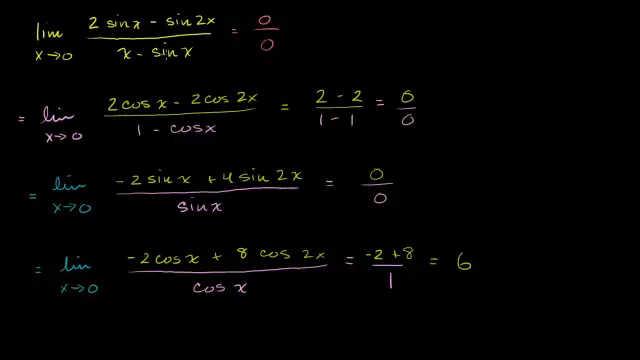 lim x→0 (2 sin x - sin 2x)/(x - sin x) = 0/0
= lim x→0 (2 cos x - 2 cos 2x)/(1 - cos x) = (2 - 2)/(1 - 1) = 0/0
= lim x→0 (-2 sin x + 4 sin 2x)/(sin x) = 0/0
= lim x→0 (-2 cos x + 8 cos 2x)/(cos x) = (-2 + 8)/1 = 6